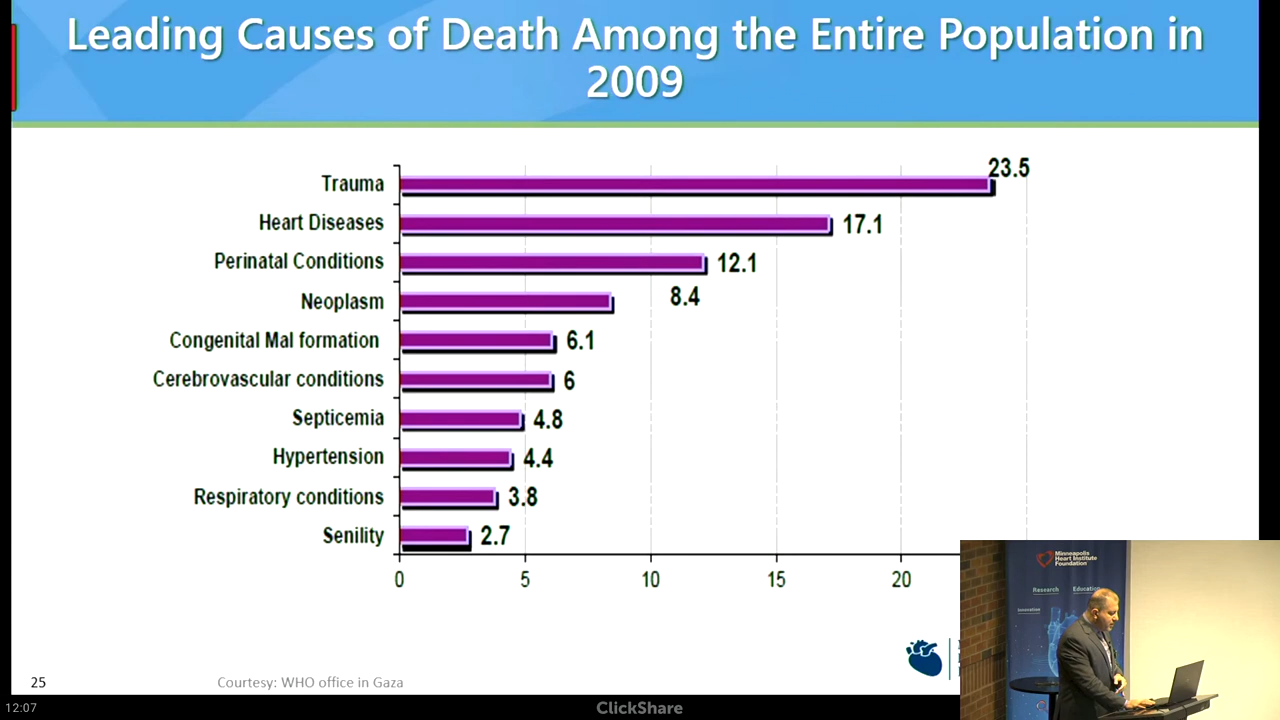 Leading Causes of Death Among the Entire Population in
2009
Trauma
23.5
Heart Diseases
17.1
Perinatal Conditions
12.1
Neoplasm
8.4
Congenital Mal formation
6.1
Cerebrovascular conditions
6
Septicemia
4.8
Hypertension
4.4
Respiratory conditions
3.8
Senility
2.7
0 5 10 15 20
Minneapolis
Heart Institute
Foundation
Research Education
Innovation
25 Courtesy: WHO office in Gaza
12:07 ClickShare